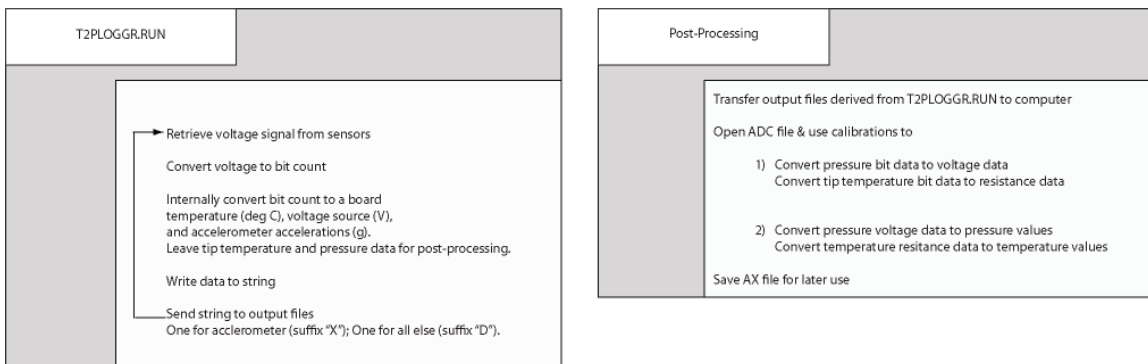 T2PLOGGR.RUN
Retrieve voltage signal from sensors
Convert voltage to bit count
Internally convert bit count to a board
temperature (deg C), voltage source (V),
and accelerometer accelerations (g).
Leave tip temperature and pressure data for post-processing.
Write data to string
Send string to output files
One for acclerometer (suffix "X"); One for all else (suffix "D").
Post-Processing
Transfer output files derived from T2PLOGGR.RUN to computer
Open ADC file & use calibrations to
1) Convert pressure bit data to voltage data
Convert tip temperature bit data to resistance data
2) Convert pressure voltage data to pressure values
Convert temperature resitance data to temperature values
Save AX file for later use